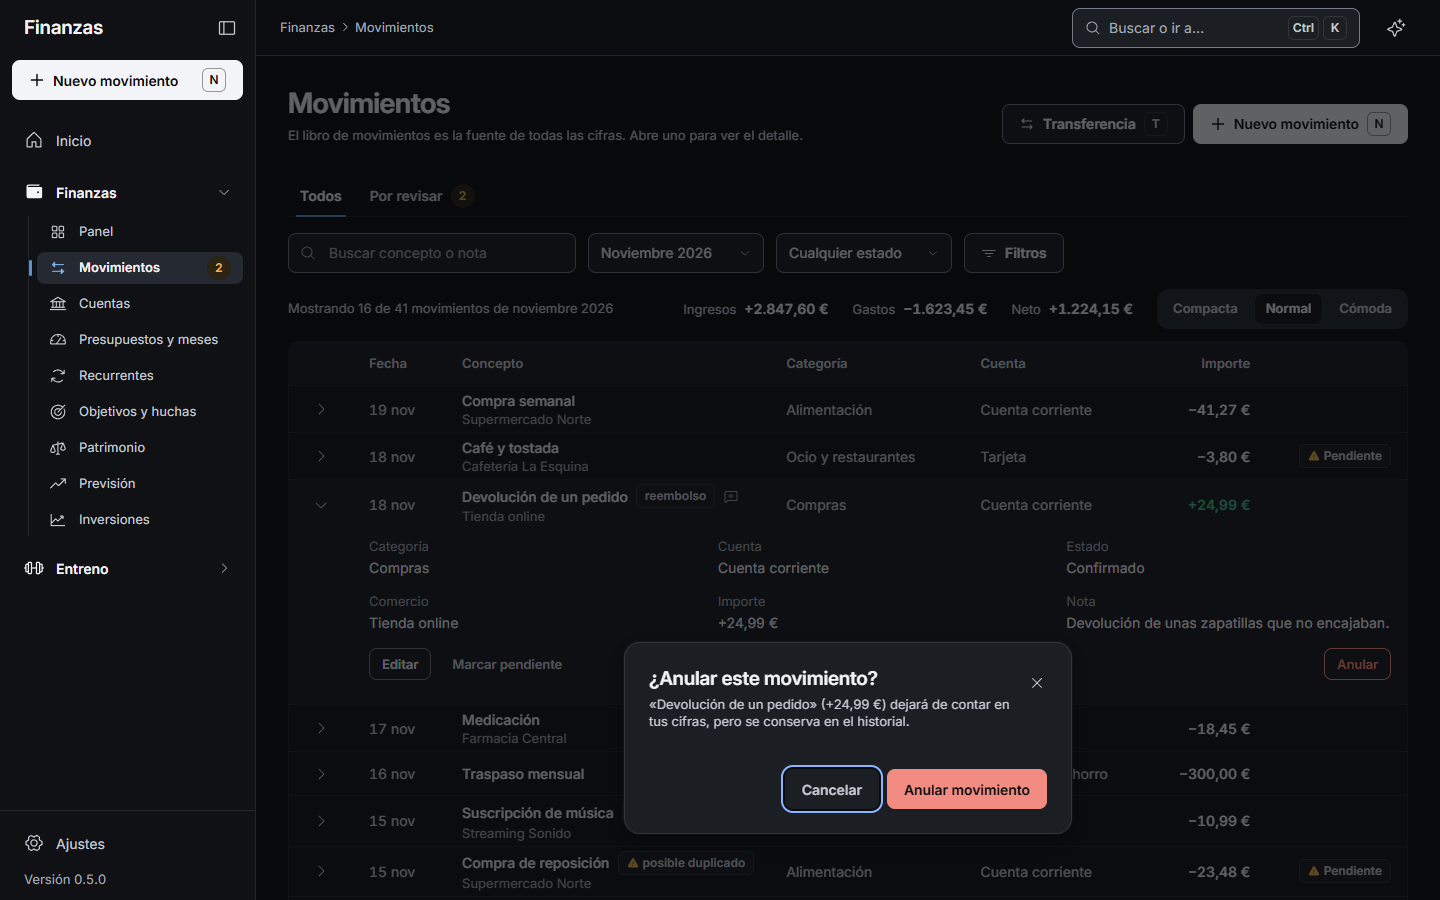 Finanzas
Nuevo movimiento N
Inicio
Finanzas
Panel
Movimientos 2
Cuentas
Presupuestos y meses
Recurrentes
Objetivos y huchas
Patrimonio
Previsión
Inversiones
Entreno
Ajustes
Versión 0.5.0
Finanzas > Movimientos
Buscar o ir a... Ctrl K
Movimientos
El libro de movimientos es la fuente de todas las cifras. Abre uno para ver el detalle.
Transferencia T
Nuevo movimiento N
Todos
Por revisar 2
Buscar concepto o nota
Noviembre 2026
Cualquier estado
Filtros
Mostrando 16 de 41 movimientos de noviembre 2026
Ingresos +2.847,60 €
Gastos −1.623,45 €
Neto +1.224,15 €
Compacta
Normal
Cómoda
Fecha Concepto Categoría Cuenta Importe
19 nov Compra semanal Alimentación Cuenta corriente −41,27 €
Supermercado Norte
18 nov Café y tostada Ocio y restaurantes Tarjeta −3,80 € Pendiente
Cafetería La Esquina
18 nov Devolución de un pedido reembolso Compras Cuenta corriente +24,99 €
Tienda online
Categoría Cuenta Estado
Compras Cuenta corriente Confirmado
Comercio Importe Nota
Tienda online +24,99 € Devolución de unas zapatillas que no encajaban.
Editar Marcar pendiente Anular
¿Anular este movimiento?
«Devolución de un pedido» (+24,99 €) dejará de contar en
tus cifras, pero se conserva en el historial.
Cancelar Anular movimiento
17 nov Medicación −18,45 €
Farmacia Central
16 nov Traspaso mensual horro −300,00 €
15 nov Suscripción de música −10,99 €
Streaming Sonido
15 nov Compra de reposición posible duplicado Alimentación Cuenta corriente −23,48 € Pendiente
Supermercado Norte